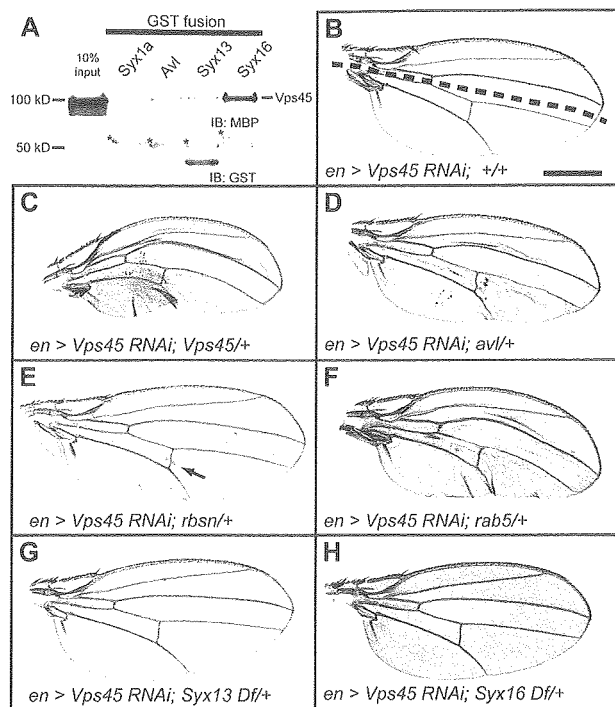 A
GST fusion
10%
input
Syx1a
Avl
Syx13
Syx16
100 kD
Vps45
IB: MBP
50 kD
*
*
*
*
IB: GST
B
en > Vps45 RNAi; +/+
C
en > Vps45 RNAi; Vps45/+
D
en > Vps45 RNAi; avl/+
E
en > Vps45 RNAi; rbsn/+
F
en > Vps45 RNAi; rab5/+
G
en > Vps45 RNAi; Syx13 Df/+
H
en > Vps45 RNAi; Syx16 Df/+